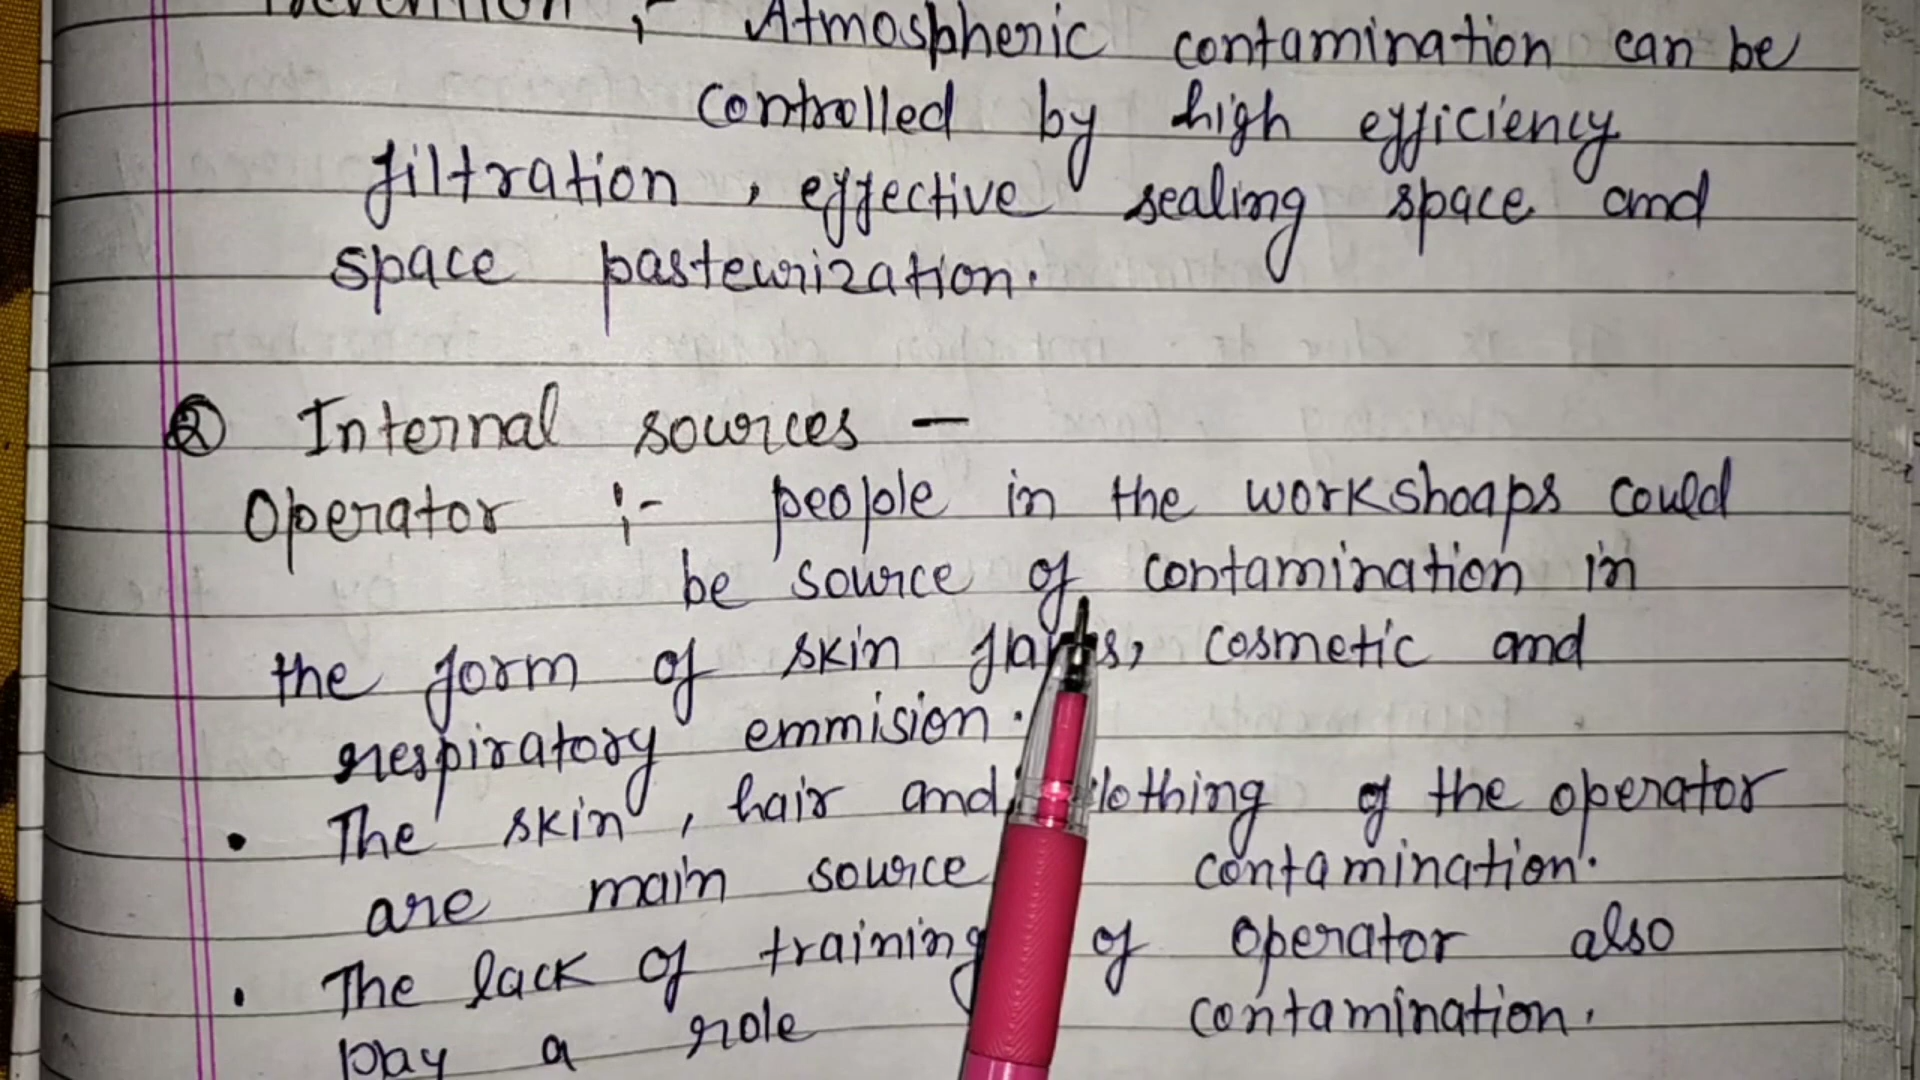 :- Atmospheric contamination can be
controlled by high efficiency
filtration, effective sealing space and
space pasteurization.
② Internal sources –
Operator :- people in the workshoaps could
be source of contamination in
the form of skin cosmetic and
respiratory emmision.
• The skin, hair and clothing of the operator
are main source contamination.
• The lack of training of operator also
pay a role contamination.